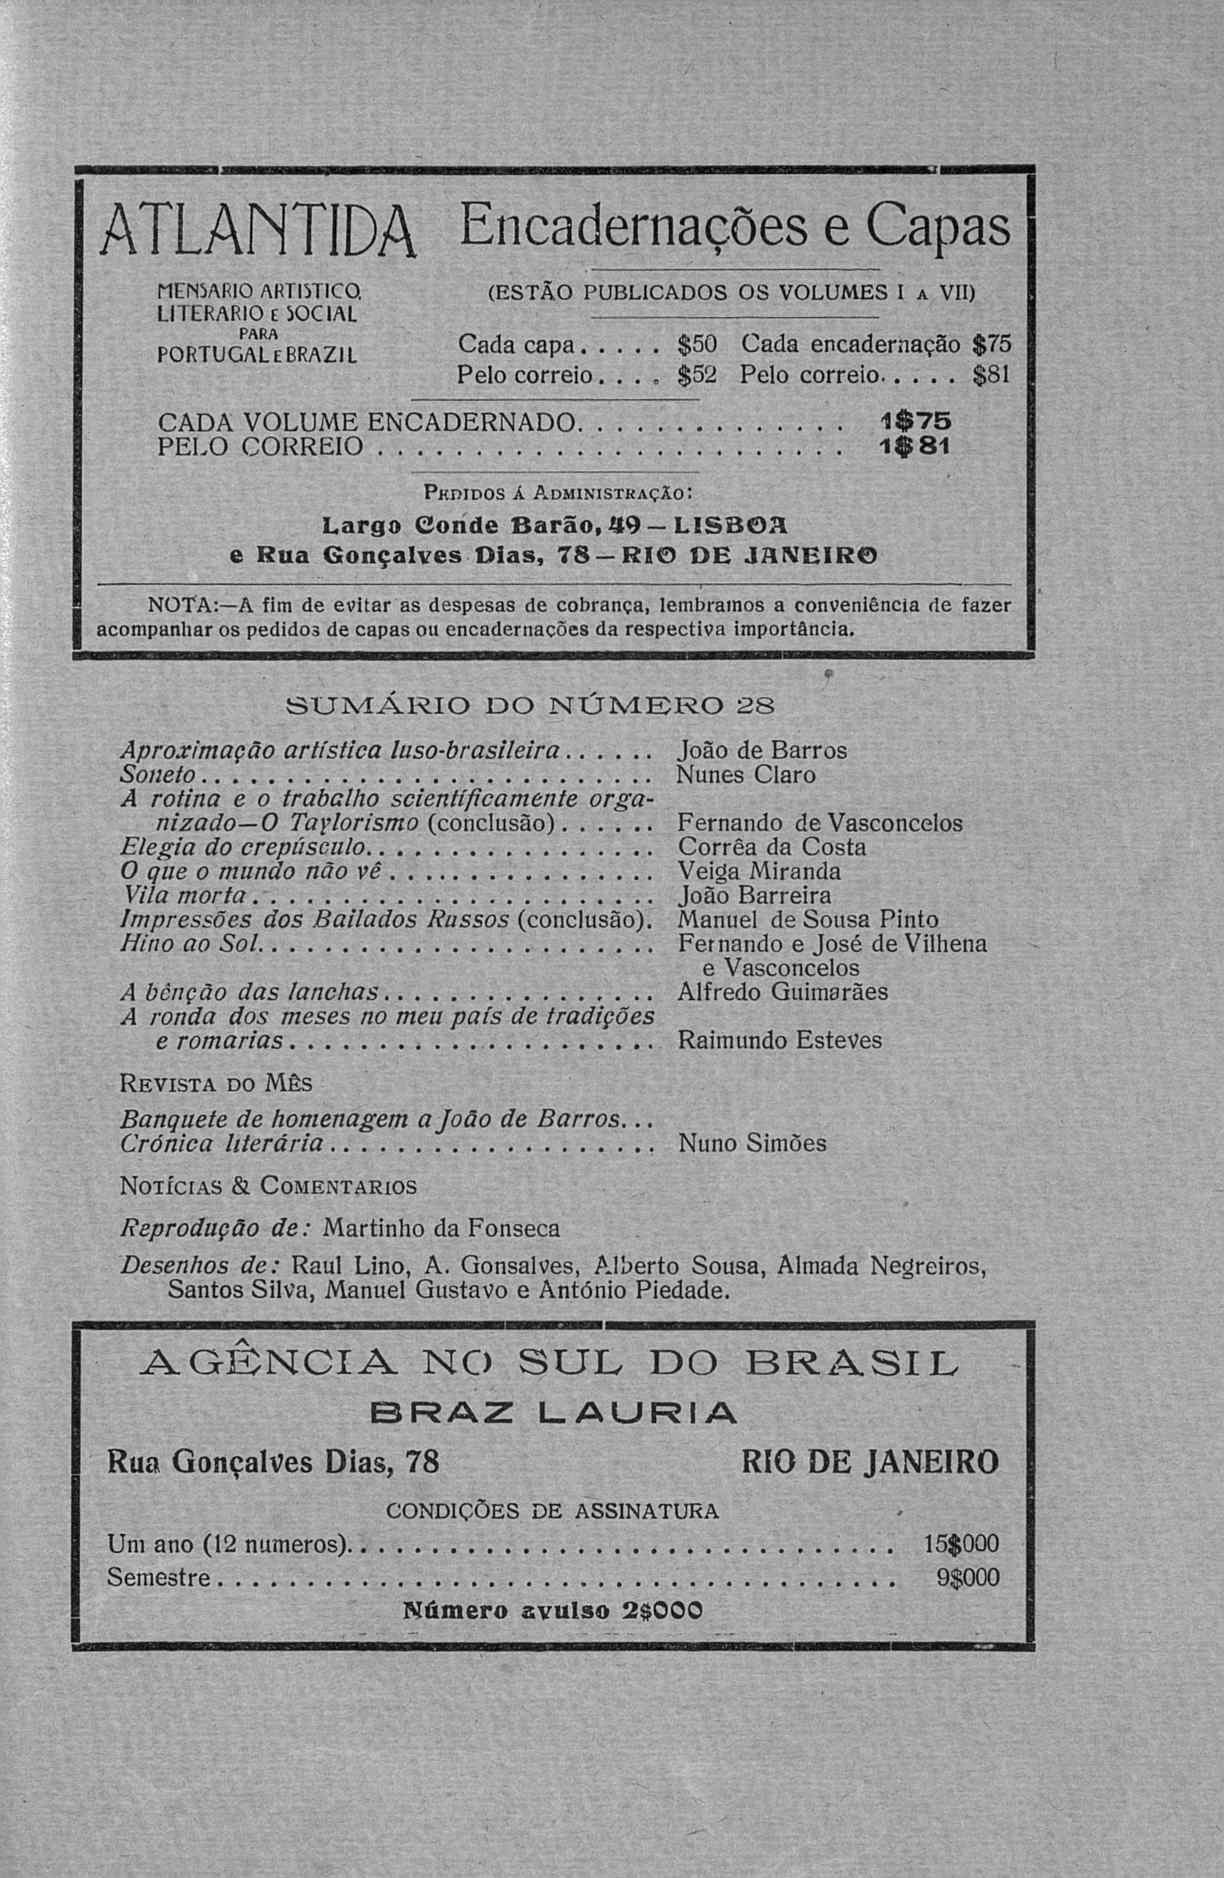 ATLANTIDA
MENSARIO ARTISTICO,
LITERARIO E SOCIAL
PARA
PORTUGAL E BRAZIL
Encadernações e Capas
(ESTÃO PUBLICADOS OS VOLUMES I A VII)
Cada capa..... $50 Cada encadernação $75
Pelo correio.... $52 Pelo correio..... $81
CADA VOLUME ENCADERNADO.............. 1$75
PELO CORREIO....................... 1$81
PEDIDOS Á ADMINISTRAÇÃO:
Largo Conde Barão, 49 — LISBOA
e Rua Gonçalves Dias, 78 — RIO DE JANEIRO
NOTA:—A fim de evitar as despesas de cobrança, lembramos a conveniência de fazer
acompanhar os pedidos de capas ou encadernações da respectiva importância.
SUMÁRIO DO NÚMERO 28
Aproximação artística luso-brasileira...... João de Barros
Soneto........................... Nunes Claro
A rotina e o trabalho scientíficamente orga-
nizado—O Taylorismo (conclusão)...... Fernando de Vasconcelos
Elegia do crepúsculo................. Corrêa da Costa
O que o mundo não vê................ Veiga Miranda
Vila morta........................ João Barreira
Impressões dos Bailados Russos (conclusão). Manuel de Sousa Pinto
Hino ao Sol........................ Fernando e José de Vilhena
e Vasconcelos
A bênção das lanchas................ Alfredo Guimarães
A ronda dos meses no meu país de tradições
e romarias...................... Raimundo Esteves
REVISTA DO MÊS
Banquete de homenagem a João de Barros...
Crónica literária.................... Nuno Simões
NOTÍCIAS & COMENTARIOS
Reprodução de: Martinho da Fonseca
Desenhos de: Raul Lino, A. Gonsalves, Alberto Sousa, Almada Negreiros,
Santos Silva, Manuel Gustavo e António Piedade.
AGÊNCIA NO SUL DO BRASIL
BRAZ LAURIA
Rua Gonçalves Dias, 78 RIO DE JANEIRO
CONDIÇÕES DE ASSINATURA
Um ano (12 numeros)............................... 15$000
Semestre...................................... 9$000
Número avulso 2$000